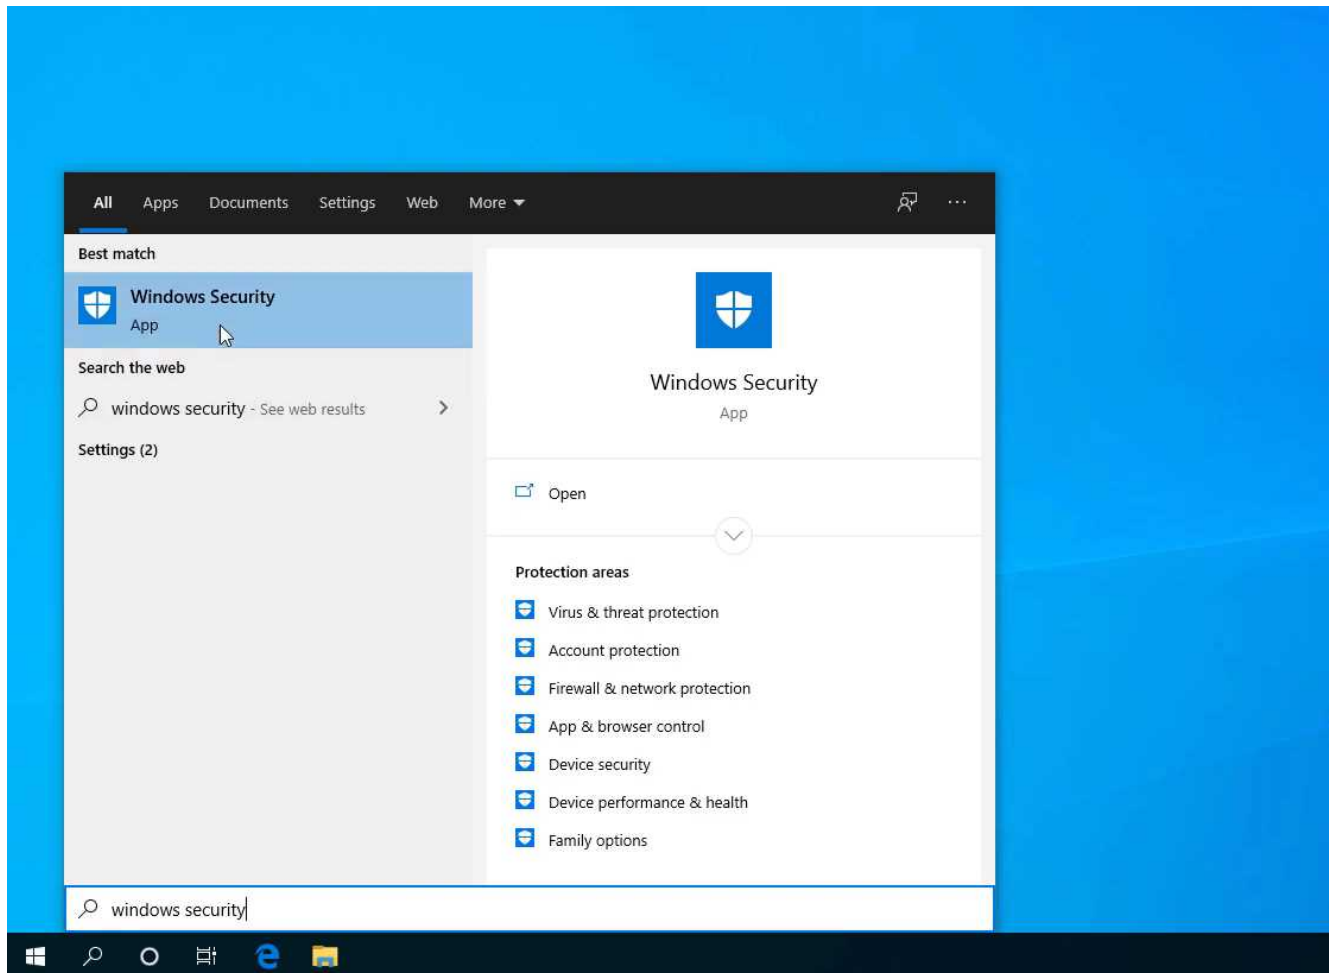 All Apps Documents Settings Web More
Best match
Windows Security
App
Search the web
windows security - See web results
Settings (2)
Windows Security
App
Open
Protection areas
Virus & threat protection
Account protection
Firewall & network protection
App & browser control
Device security
Device performance & health
Family options
windows security